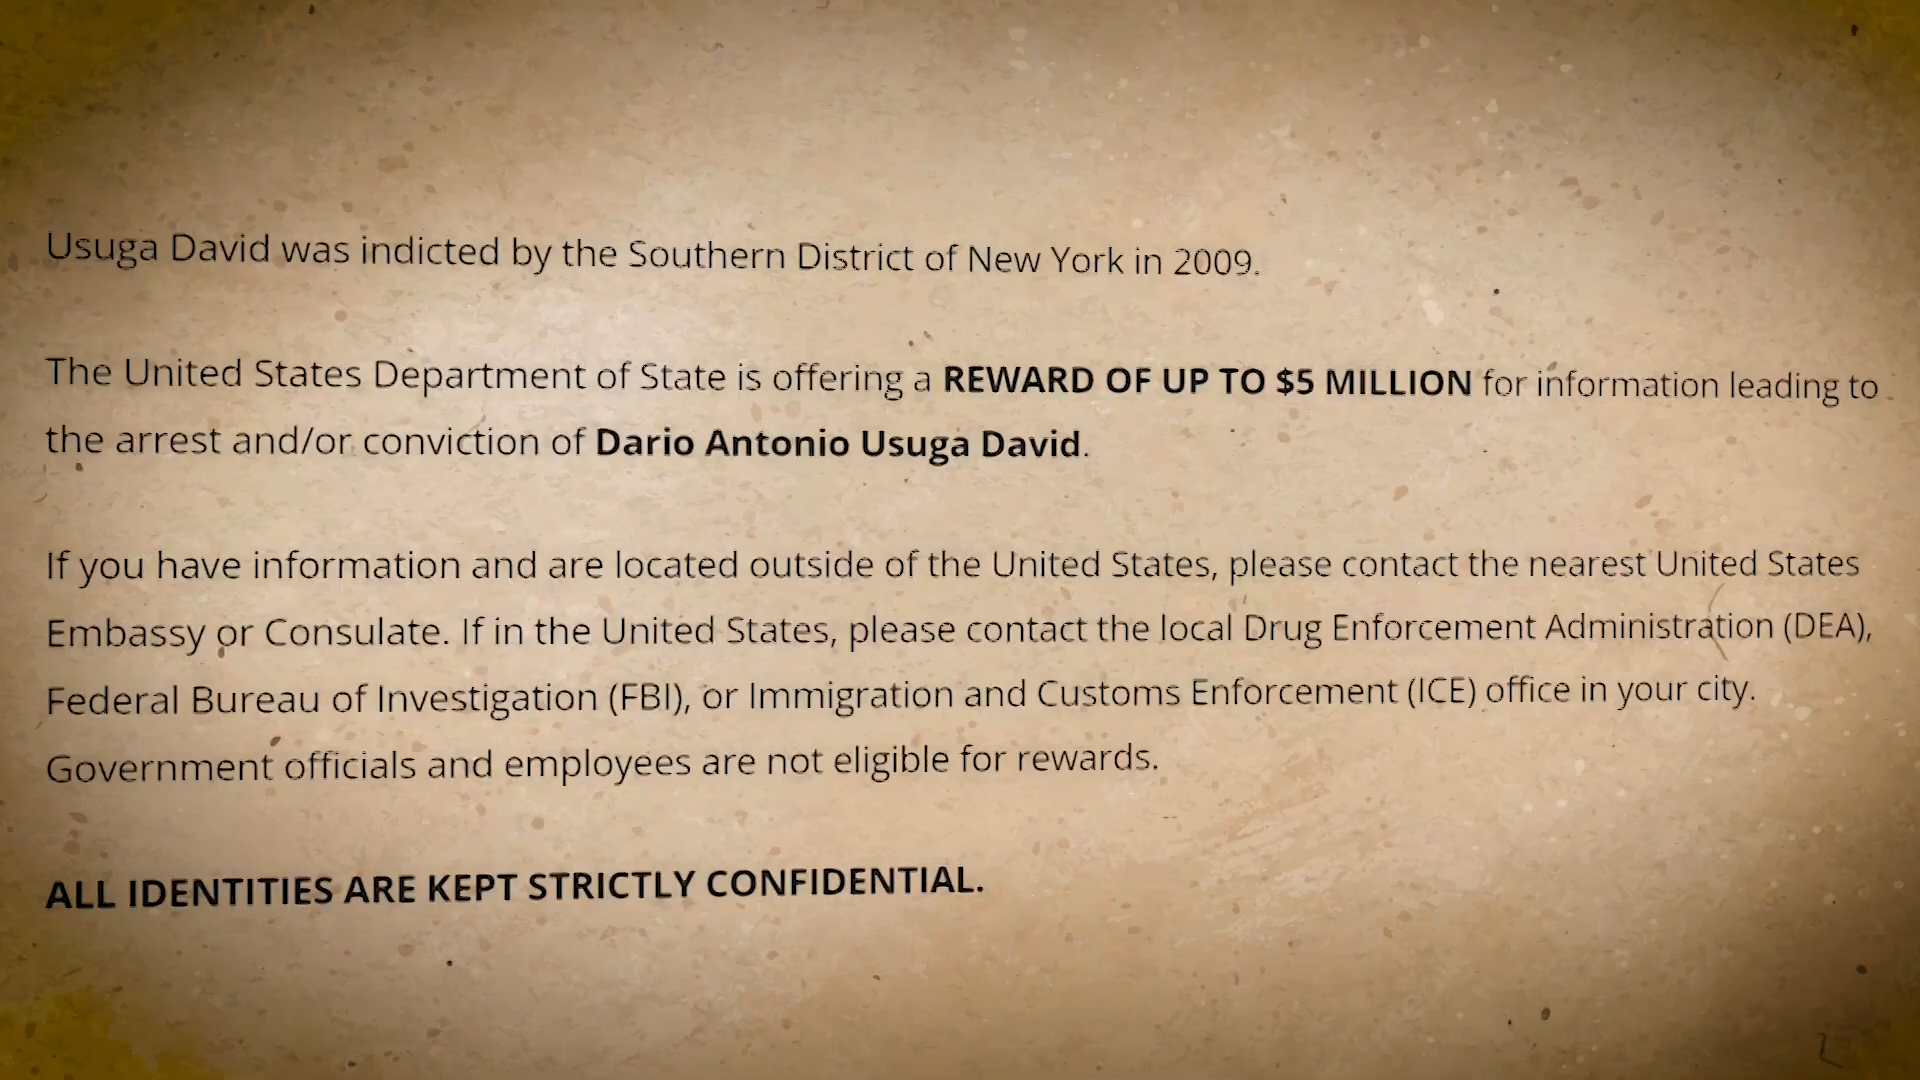 Usuga David was indicted by the Southern District of New York in 2009.
The United States Department of State is offering a REWARD OF UP TO $5 MILLION for information leading to
the arrest and/or conviction of Dario Antonio Usuga David.
If you have information and are located outside of the United States, please contact the nearest United States
Embassy or Consulate. If in the United States, please contact the local Drug Enforcement Administration (DEA),
Federal Bureau of Investigation (FBI), or Immigration and Customs Enforcement (ICE) office in your city.
Government officials and employees are not eligible for rewards.
ALL IDENTITIES ARE KEPT STRICTLY CONFIDENTIAL.